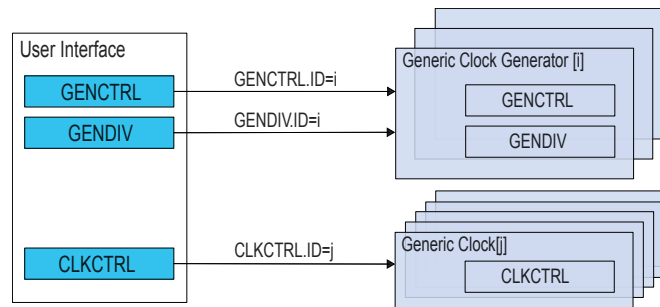 User Interface
GENCTRL
GENDIV
CLKCTRL
GENCTRL.ID=i
GENDIV.ID=i
CLKCTRL.ID=j
Generic Clock Generator [i]
GENCTRL
GENDIV
Generic Clock[j]
CLKCTRL